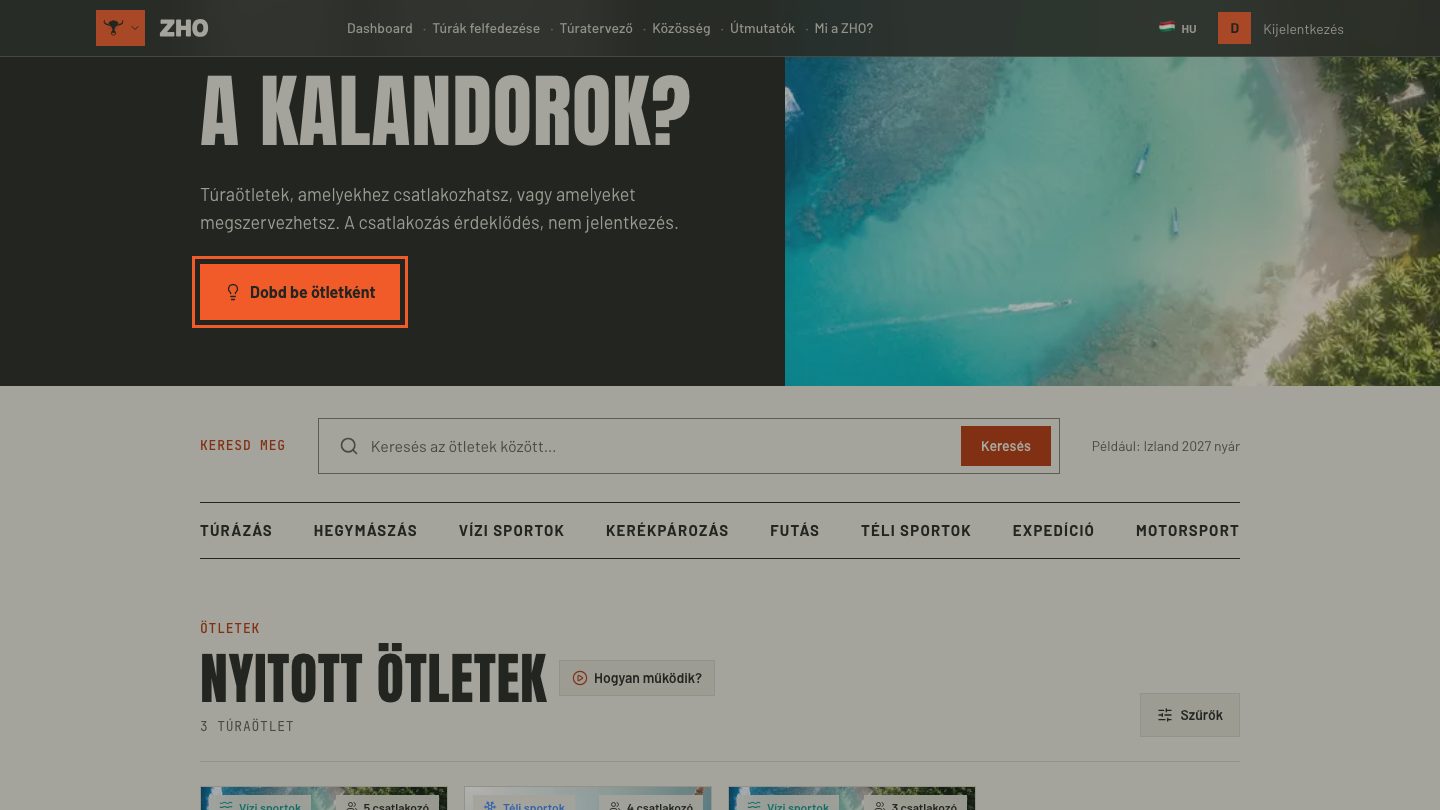 ZHO
Dashboard · Túrák felfedezése · Túratervező · Közösség · Útmutatók · Mi a ZHO?
HU
D
Kijelentkezés
A KALANDOROK?
Túraötletek, amelyekhez csatlakozhatsz, vagy amelyeket
megszervezhetsz. A csatlakozás érdeklődés, nem jelentkezés.
Dobd be ötletként
KERESD MEG
Keresés az ötletek között...
Keresés
Például: Izland 2027 nyár
TÚRÁZÁS HEGYMÁSZÁS VÍZI SPORTOK KERÉKPÁROZÁS FUTÁS TÉLI SPORTOK EXPEDÍCIÓ MOTORSPORT
ÖTLETEK
NYITOTT ÖTLETEK
Hogyan működik?
3 TÚRAÖTLET
Szűrők
Vízi sportok 5 csatlakozó
Téli sportok 4 csatlakozó
Vízi sportok 3 csatlakozó